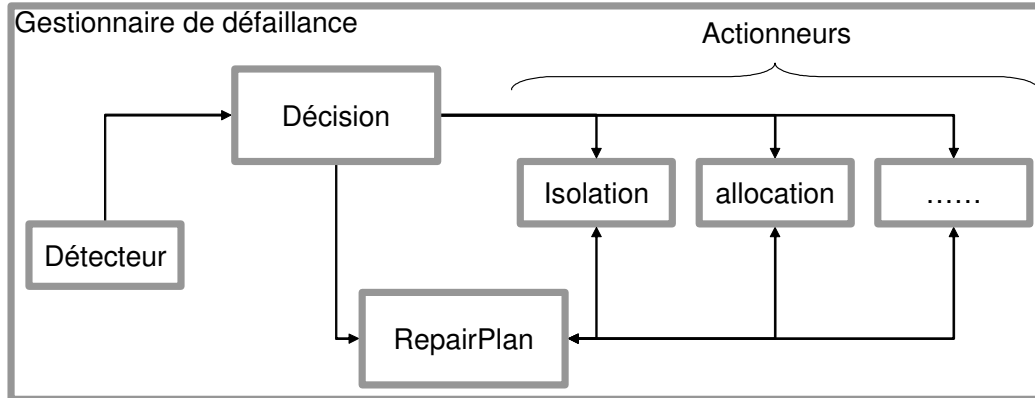 Gestionnaire de défaillance
Actionneurs
Décision
Isolation
allocation
......
Détecteur
RepairPlan